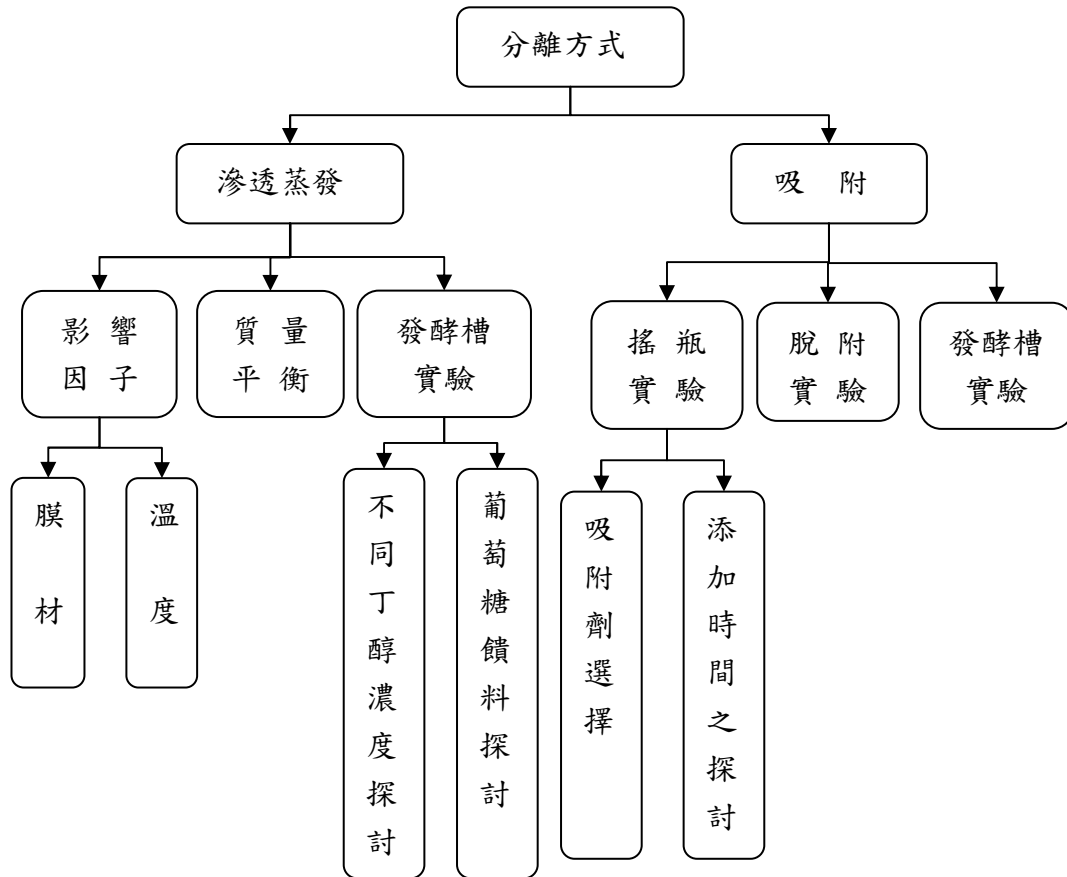 分離方式
滲透蒸發
吸 附
影 響
因 子
質 量
平 衡
發酵槽
實驗
搖 瓶
實 驗
脫 附
實 驗
發酵槽
實驗
膜材
溫度
不同丁醇濃度探討
葡萄糖饋料探討
吸附劑選擇
添加時間之探討